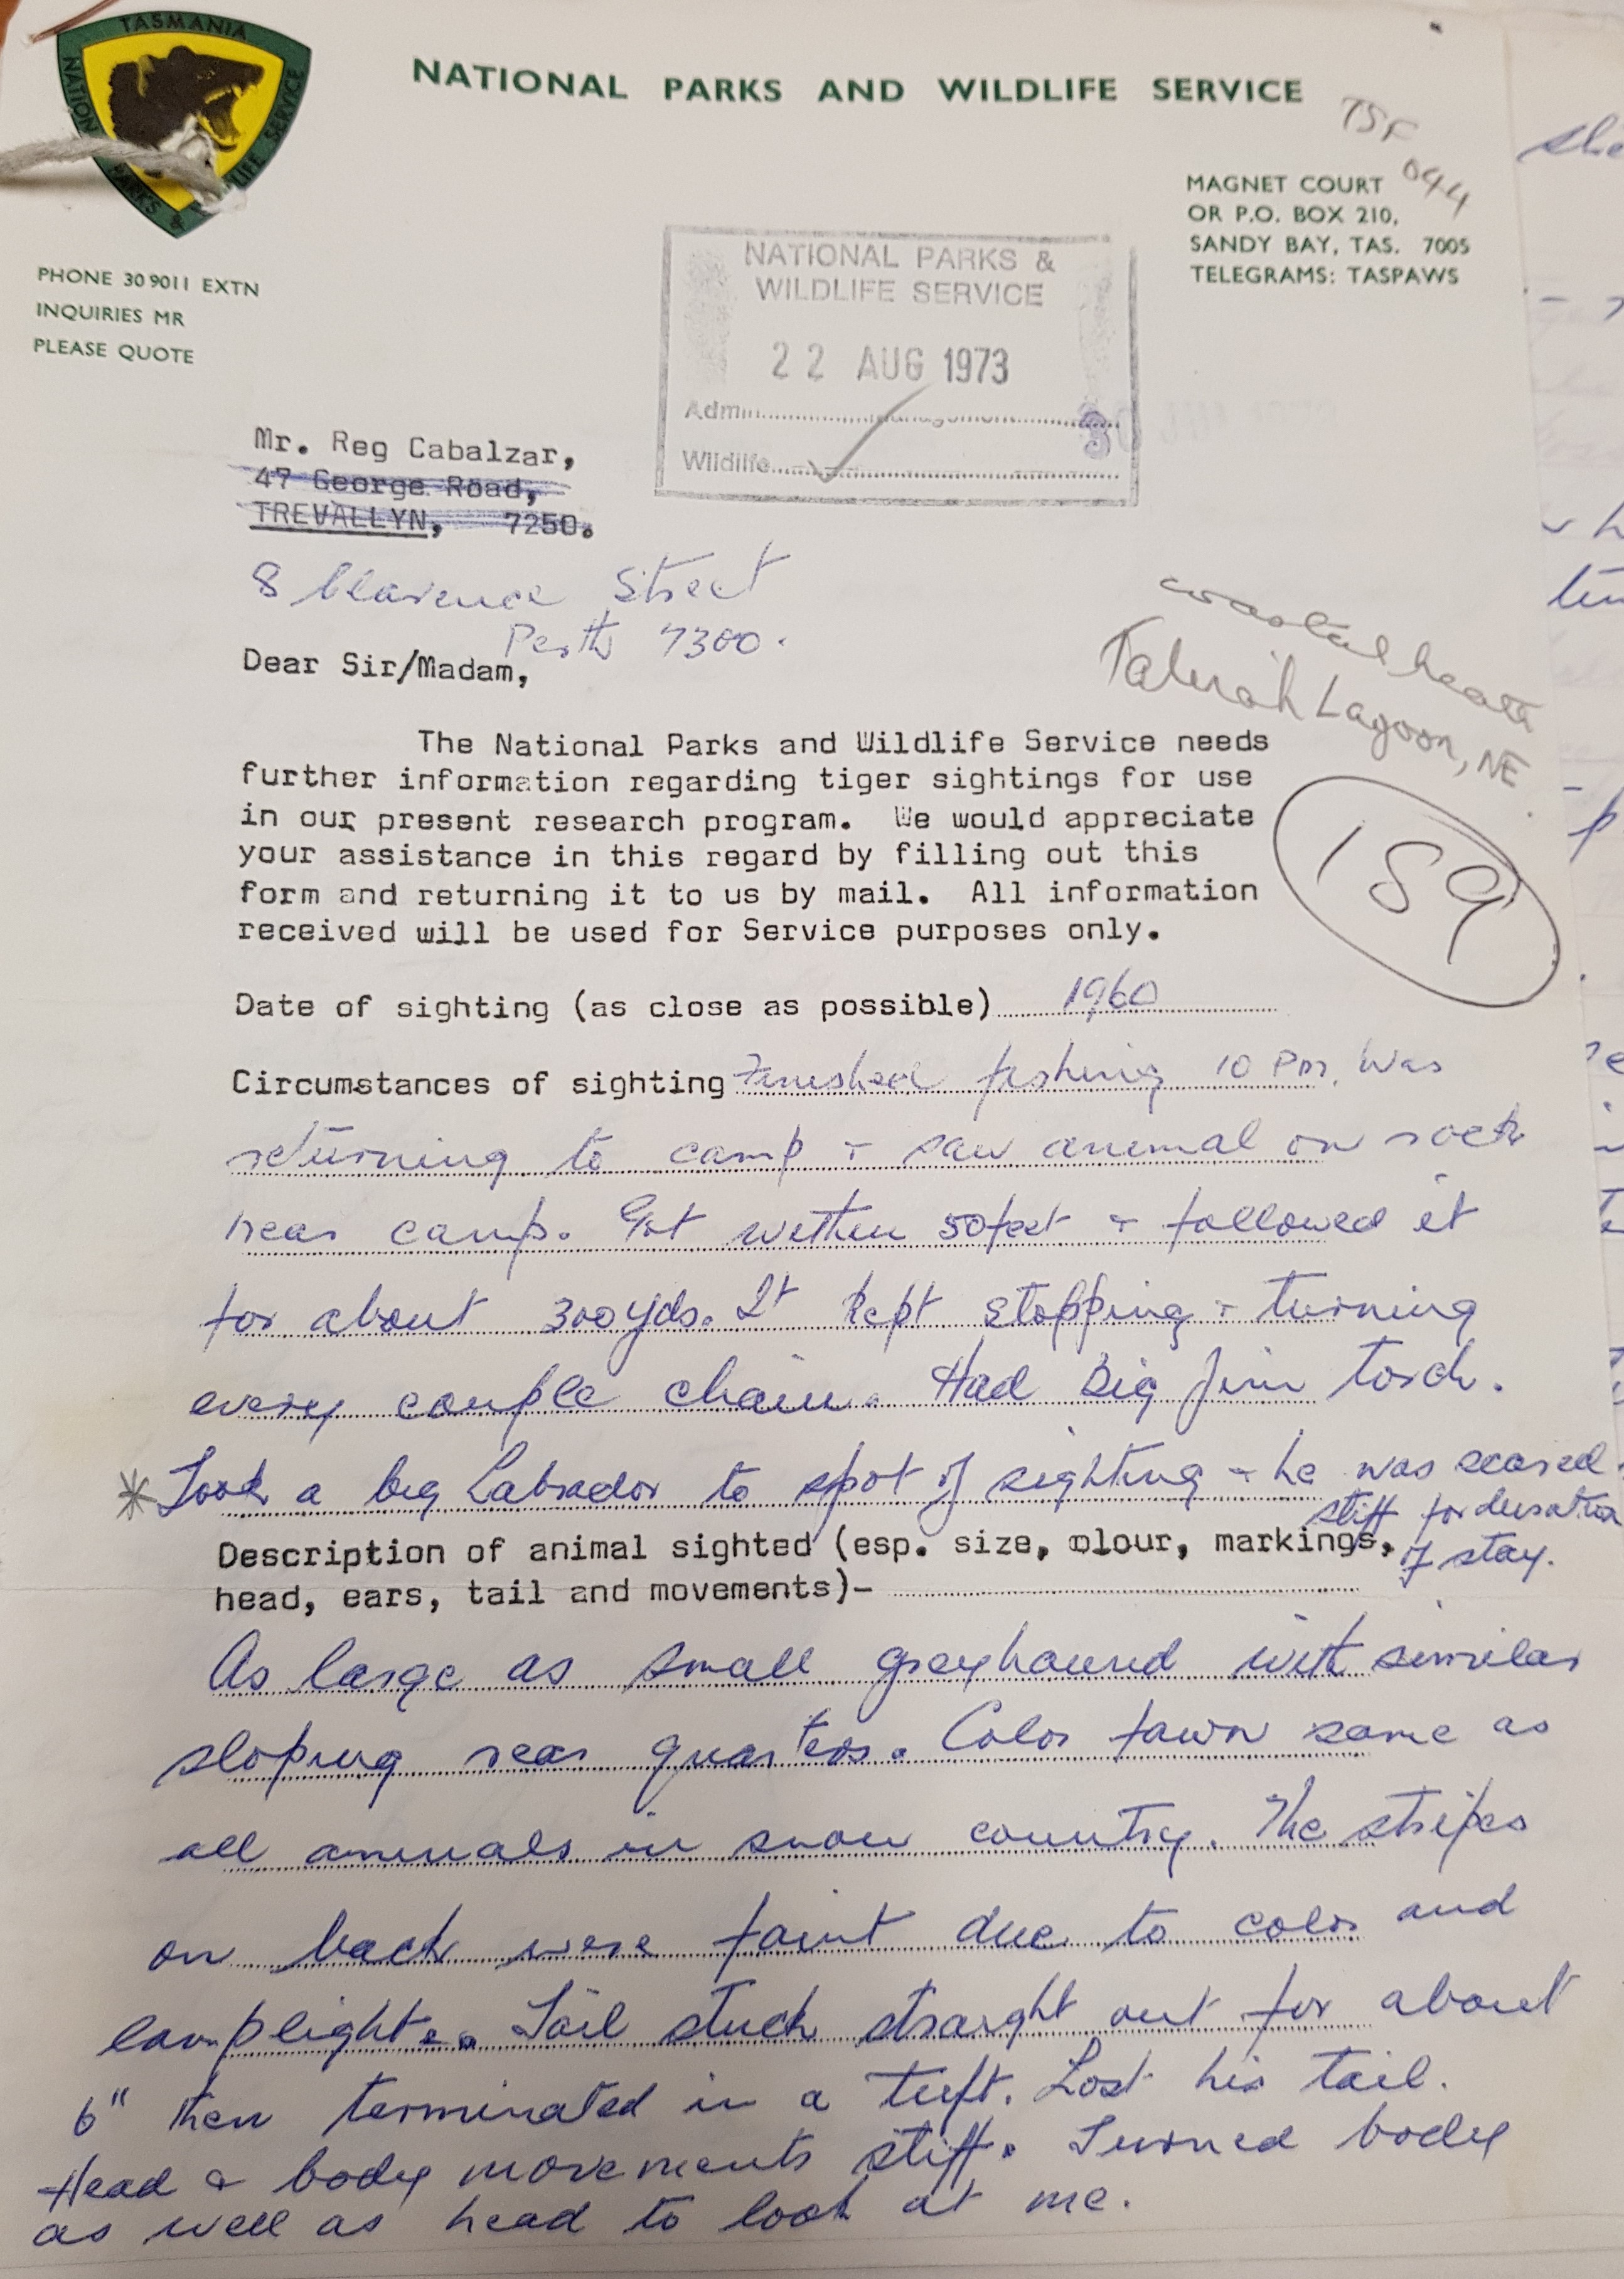 TASMANIA
NATIONAL PARKS & WILDLIFE SERVICE
NATIONAL PARKS AND WILDLIFE SERVICE
TSF
044
MAGNET COURT
OR P.O. BOX 210,
SANDY BAY, TAS. 7005
TELEGRAMS: TASPAWS
PHONE 30 9011 EXTN
INQUIRIES MR
PLEASE QUOTE
NATIONAL PARKS &
WILDLIFE SERVICE
22 AUG 1973
Admin
Wildlife
Mr. Reg Cabalzar,
47 George Road,
TREVALLYN, 7250.
8 Clarence Street
Perth 7300.
coastal heath
Lagoon, NE
189
Dear Sir/Madam,
The National Parks and Wildlife Service needs
further information regarding tiger sightings for use
in our present research program. We would appreciate
your assistance in this regard by filling out this
form and returning it to us by mail. All information
received will be used for Service purposes only.
Date of sighting (as close as possible) 1960
Circumstances of sighting Finished fishing 10 PM. Was
returning to camp + saw animal on rock
near camp. Got within 50 feet + followed it
for about 300 yds. It kept stopping + turning
every couple chain. Had Big Jim torch.
* Took a big Labrador to spot of sighting + he was scared
stiff for duration
of stay.
Description of animal sighted (esp. size, olour, markings,
head, ears, tail and movements)-
As large as small greyhound with similar
sloping rear quarters. Color fawn same as
all animals in snow country. The stripes
on back were faint due to color and
lamplight. Tail stuck straight out for about
6" then terminated in a tuft. Lost his tail.
Head & body movements stiff. Turned body
as well as head to look at me.